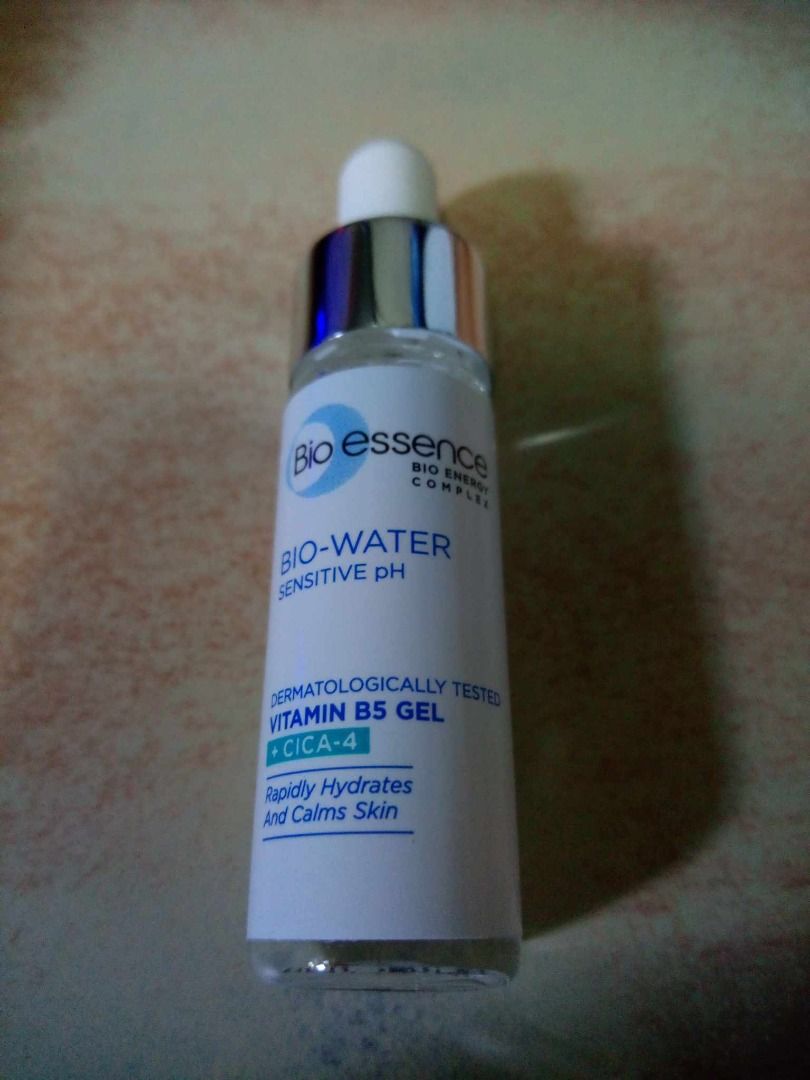 Bio essence
BIO ENERGY
COMPLEX
BIO-WATER
SENSITIVE pH
DERMATOLOGICALLY TESTED
VITAMIN B5 GEL
+ CICA-4
Rapidly Hydrates
And Calms Skin